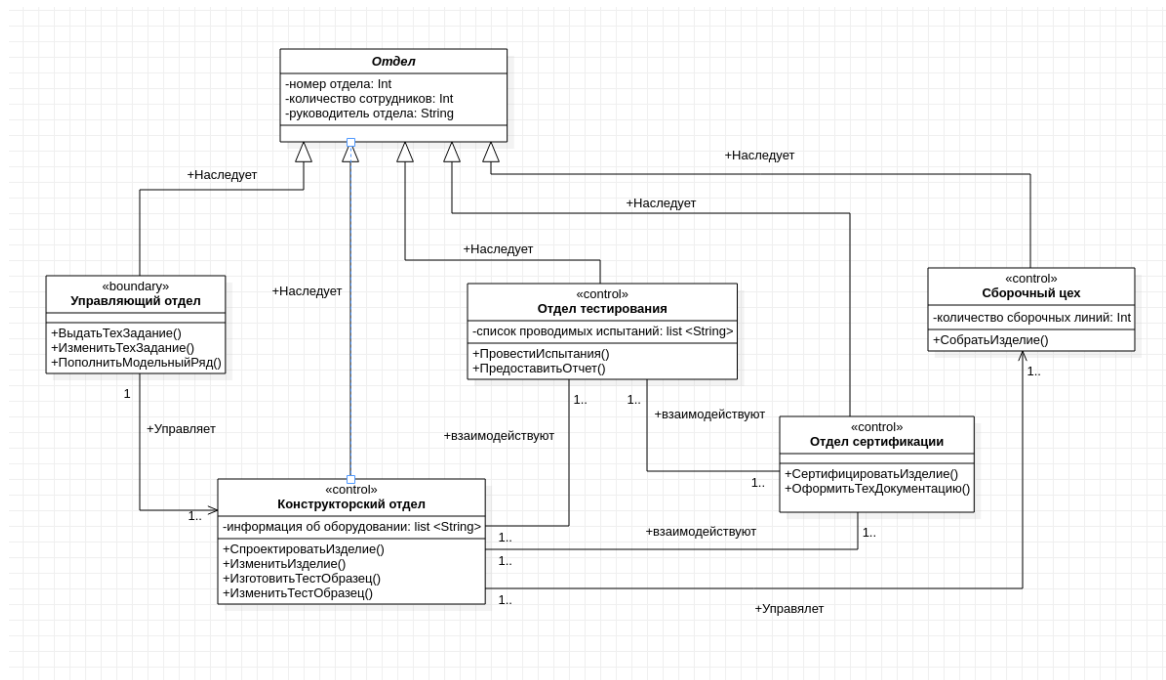 Отдел
-номер отдела: Int
-количество сотрудников: Int
-руководитель отдела: String
+Наследует
+Наследует
+Наследует
+Наследует
+Наследует
«boundary»
Управляющий отдел
+ВыдатьТехЗадание()
+ИзменитьТехЗадание()
+ПополнитьМодельныйРяд()
«control»
Отдел тестирования
-список проводимых испытаний: list <String>
+ПровестиИспытания()
+ПредоставитьОтчет()
«control»
Сборочный цех
-количество сборочных линий: Int
+СобратьИзделие()
1
+Управляет
1..
1..
+взаимодействуют
1..
+взаимодействуют
1..
1..
«control»
Отдел сертификации
+СертифицироватьИзделие()
+ОформитьТехДокументацию()
«control»
Конструкторский отдел
-информация об оборудовании: list <String>
+СпроектироватьИзделие()
+ИзменитьИзделие()
+ИзготовитьТестОбразец()
+ИзменитьТестОбразец()
1..
+взаимодействуют
1..
1..
1..
+Управялет